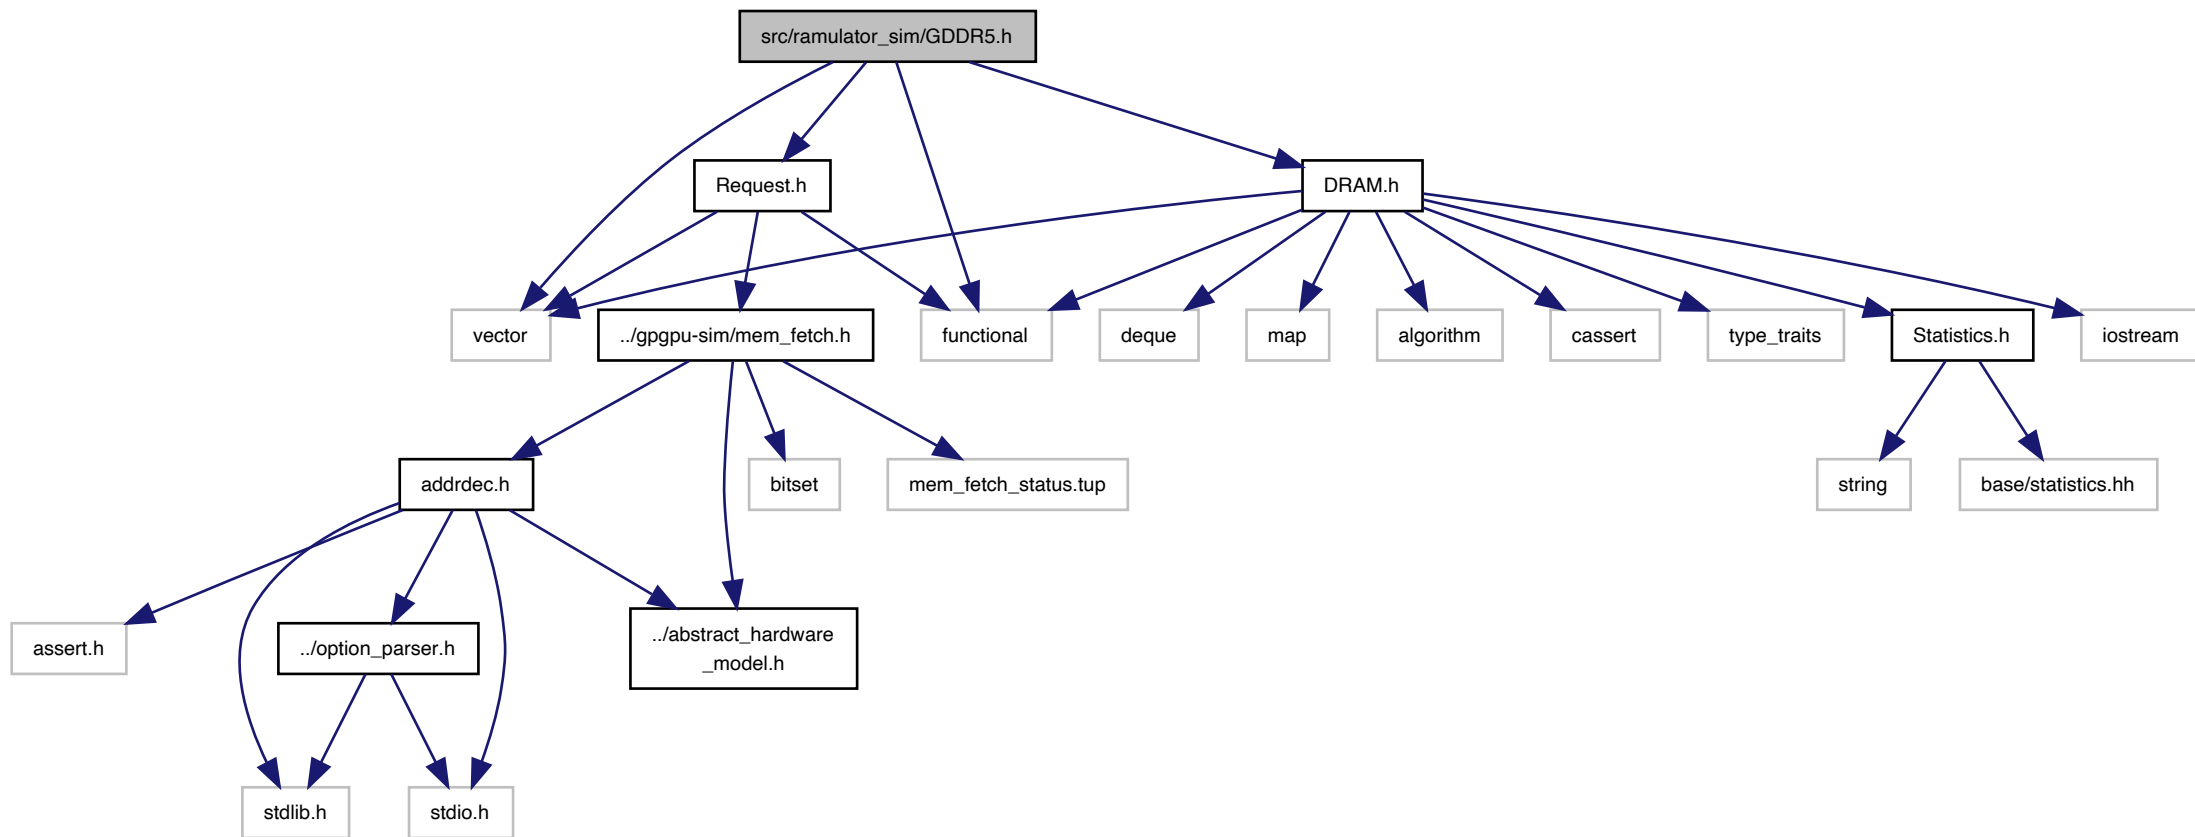 src/ramulator_sim/GDDR5.h
Request.h
DRAM.h
vector
../gpgpu-sim/mem_fetch.h
functional
deque
map
algorithm
cassert
type_traits
Statistics.h
iostream
addrdec.h
bitset
mem_fetch_status.tup
string
base/statistics.hh
assert.h
../option_parser.h
../abstract_hardware
_model.h
stdlib.h
stdio.h